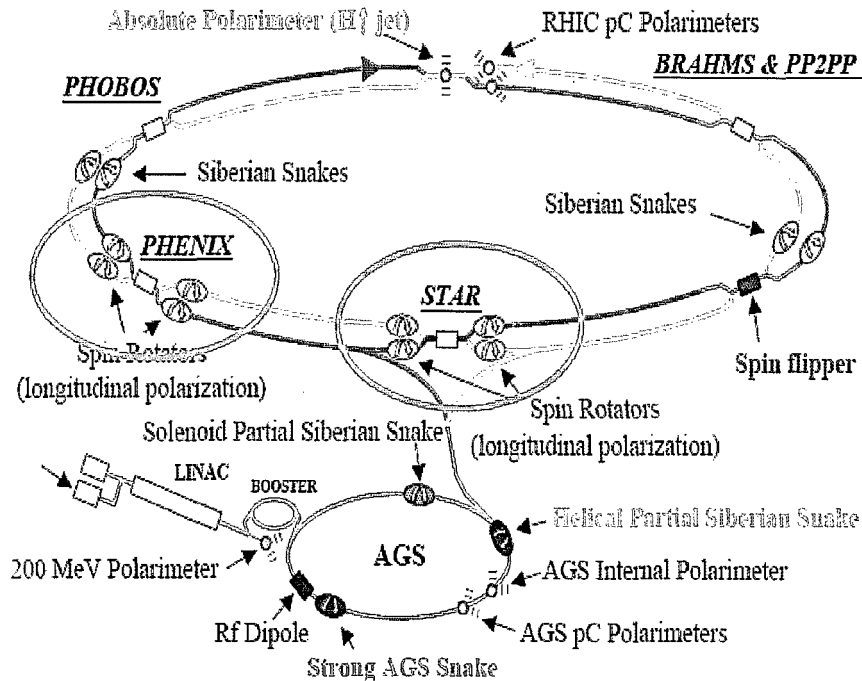 Absolute Polarimeter (H↑ jet)
RHIC pC Polarimeters
PHOBOS
BRAHMS & PP2PP
Siberian Snakes
Siberian Snakes
PHENIX
STAR
Spin Rotators
(longitudinal polarization)
Spin flipper
Spin Rotators
(longitudinal polarization)
Solenoid Partial Siberian Snake
LINAC
BOOSTER
Helical Partial Siberian Snake
AGS
200 MeV Polarimeter
AGS Internal Polarimeter
Rf Dipole
AGS pC Polarimeters
Strong AGS Snake